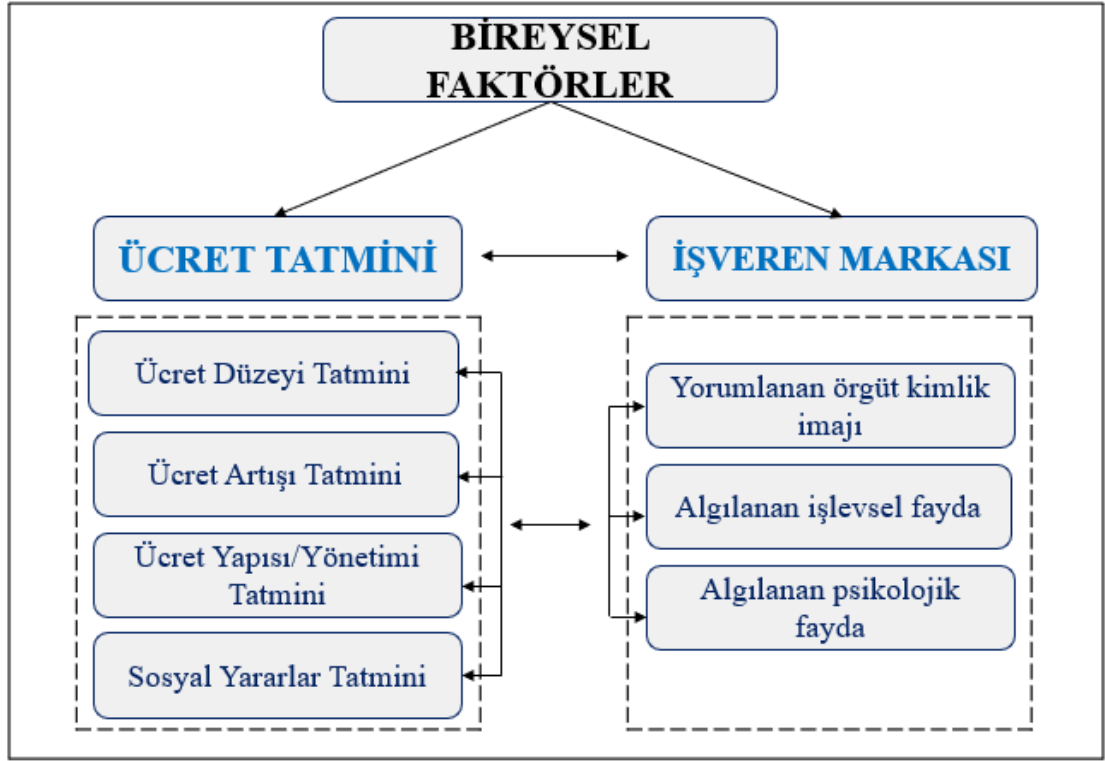 BİREYSEL
FAKTÖRLER
ÜCRET TATMİNİ
İŞVEREN MARKASI
Ücret Düzeyi Tatmini
Ücret Artışı Tatmini
Ücret Yapısı/Yönetimi
Tatmini
Sosyal Yararlar Tatmini
Yorumlanan örgüt kimlik
imajı
Algılanan işlevsel fayda
Algılanan psikolojik
fayda